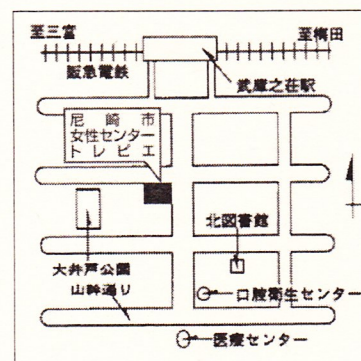 至三宮
至梅田
阪急電鉄
武庫之荘駅
尼崎市
女性センター
トレピエ
北図書館
大井戸公園
山幹通り
口腔衛生センター
医療センター